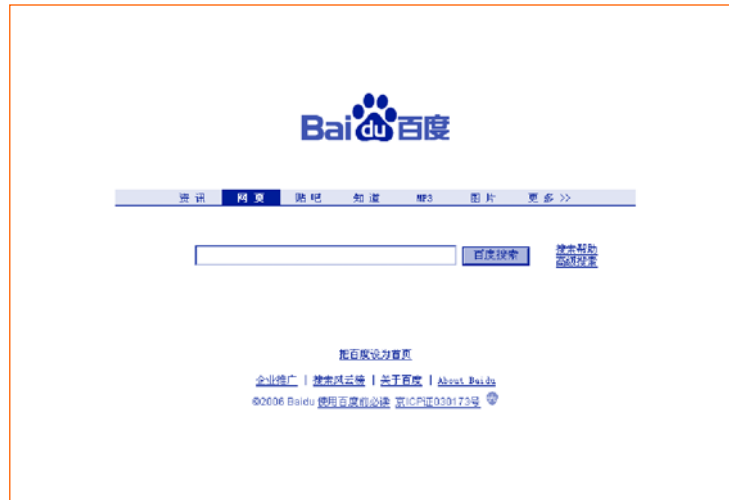 Bai du 百度
资讯 网页 贴吧 知道 MP3 图片 更多>>
百度搜索 搜索帮助
高级搜索
把百度设为首页
企业推广 | 搜索风云榜 | 关于百度 | About Baidu
©2006 Baidu 使用百度前必读 京ICP证030173号